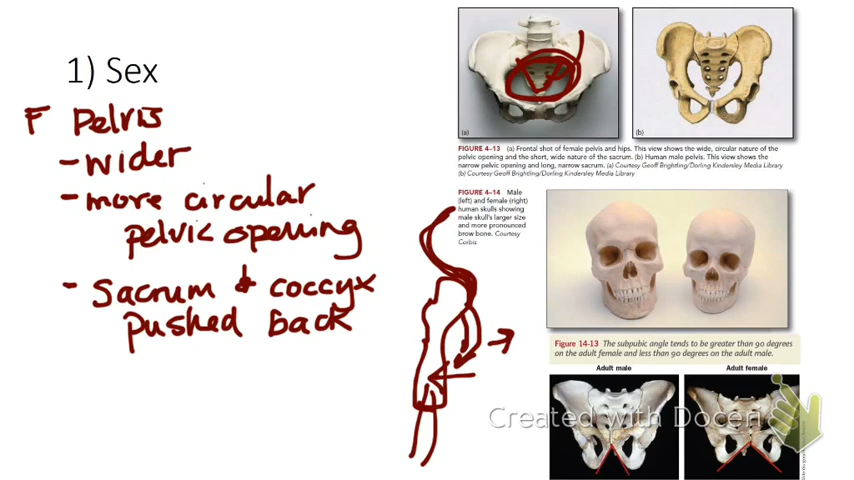 1) Sex
F Pelvis
- wider
- more circular
pelvic opening
- Sacrum & coccyx
pushed back
(a)
(b)
FIGURE 4–13 (a) Frontal shot of female pelvis and hips. This view shows the wide, circular nature of the
pelvic opening and the short, wide nature of the sacrum. (b) Human male pelvis. This view shows the
narrow pelvic opening and long, narrow sacrum. (a) Courtesy Geoff Brightling/Dorling Kindersley Media Library
(b) Courtesy Geoff Brightling/Dorling Kindersley Media Library
FIGURE 4–14 Male
(left) and female (right)
human skulls showing
male skull's larger size
and more pronounced
brow bone. Courtesy
Corbis
Figure 14-13 The subpubic angle tends to be greater than 90 degrees
on the adult female and less than 90 degrees on the adult male.
Adult male
Adult female
Created with Doceri